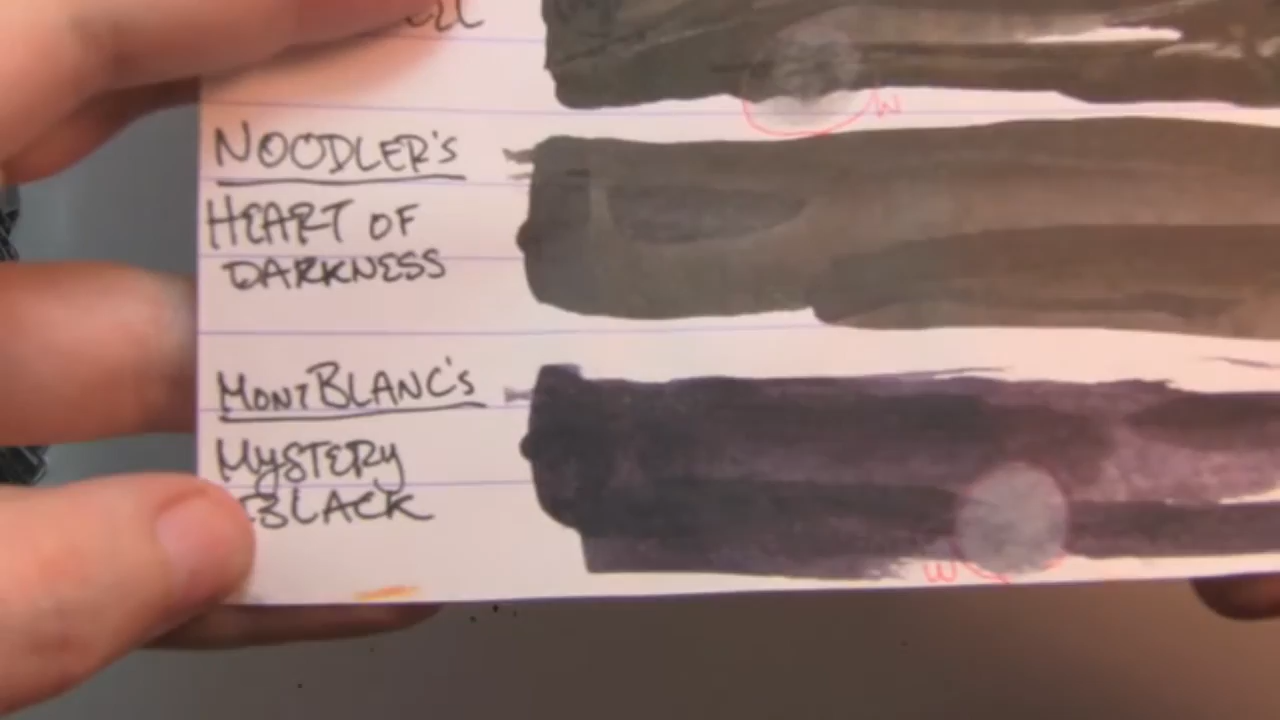 W
NOODLER'S
HEART OF
DARKNESS
MONTBLANC'S
MYSTERY
BLACK
W